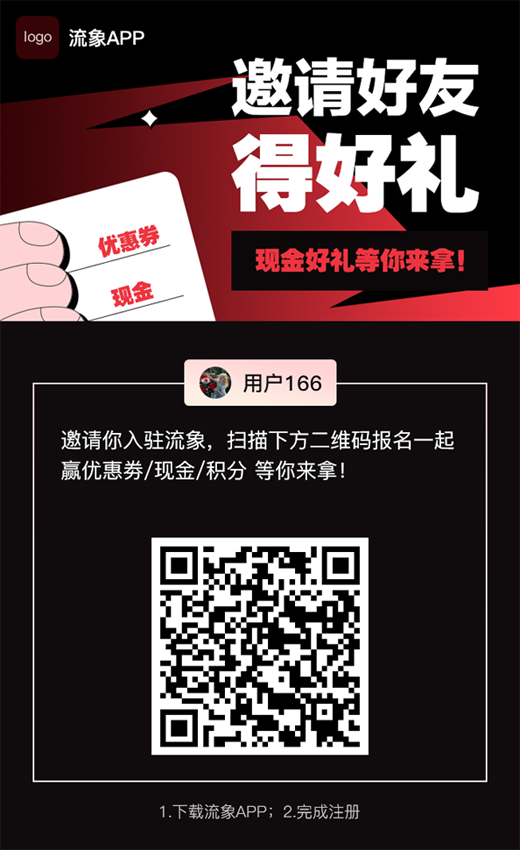 logo 流象APP
邀请好友
得好礼
现金好礼等你来拿！
优惠券
现金
用户166
邀请你入驻流象，扫描下方二维码报名一起
赢优惠券/现金/积分 等你来拿！
1.下载流象APP；2.完成注册